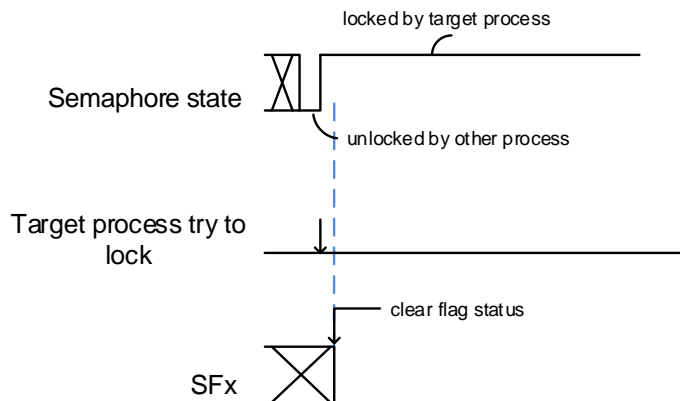 locked by target process
Semaphore state
unlocked by other process
Target process try to
lock
clear flag status
SFx